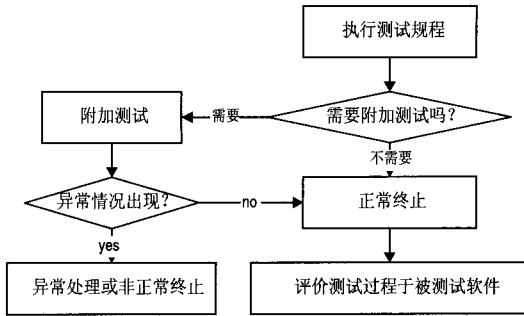 执行测试规程
附加测试
需要
需要附加测试吗?
不需要
异常情况出现?
no
正常终止
yes
异常处理或非正常终止
评价测试过程于被测试软件